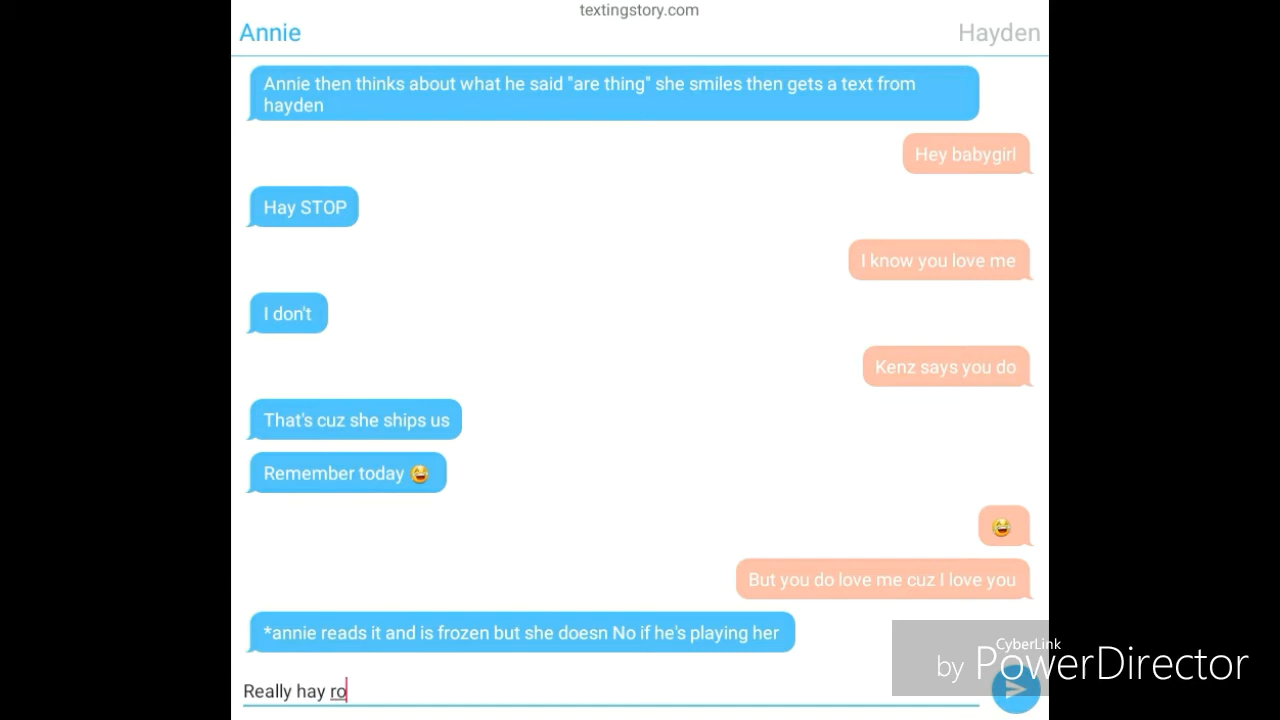 textingstory.com
Annie
Hayden
Annie then thinks about what he said "are thing" she smiles then gets a text from
hayden
Hey babygirl
Hay STOP
I know you love me
I don't
Kenz says you do
That's cuz she ships us
Remember today 😂
😂
But you do love me cuz I love you
*annie reads it and is frozen but she doesn No if he's playing her
Really hay ro
CyberLink
by PowerDirector